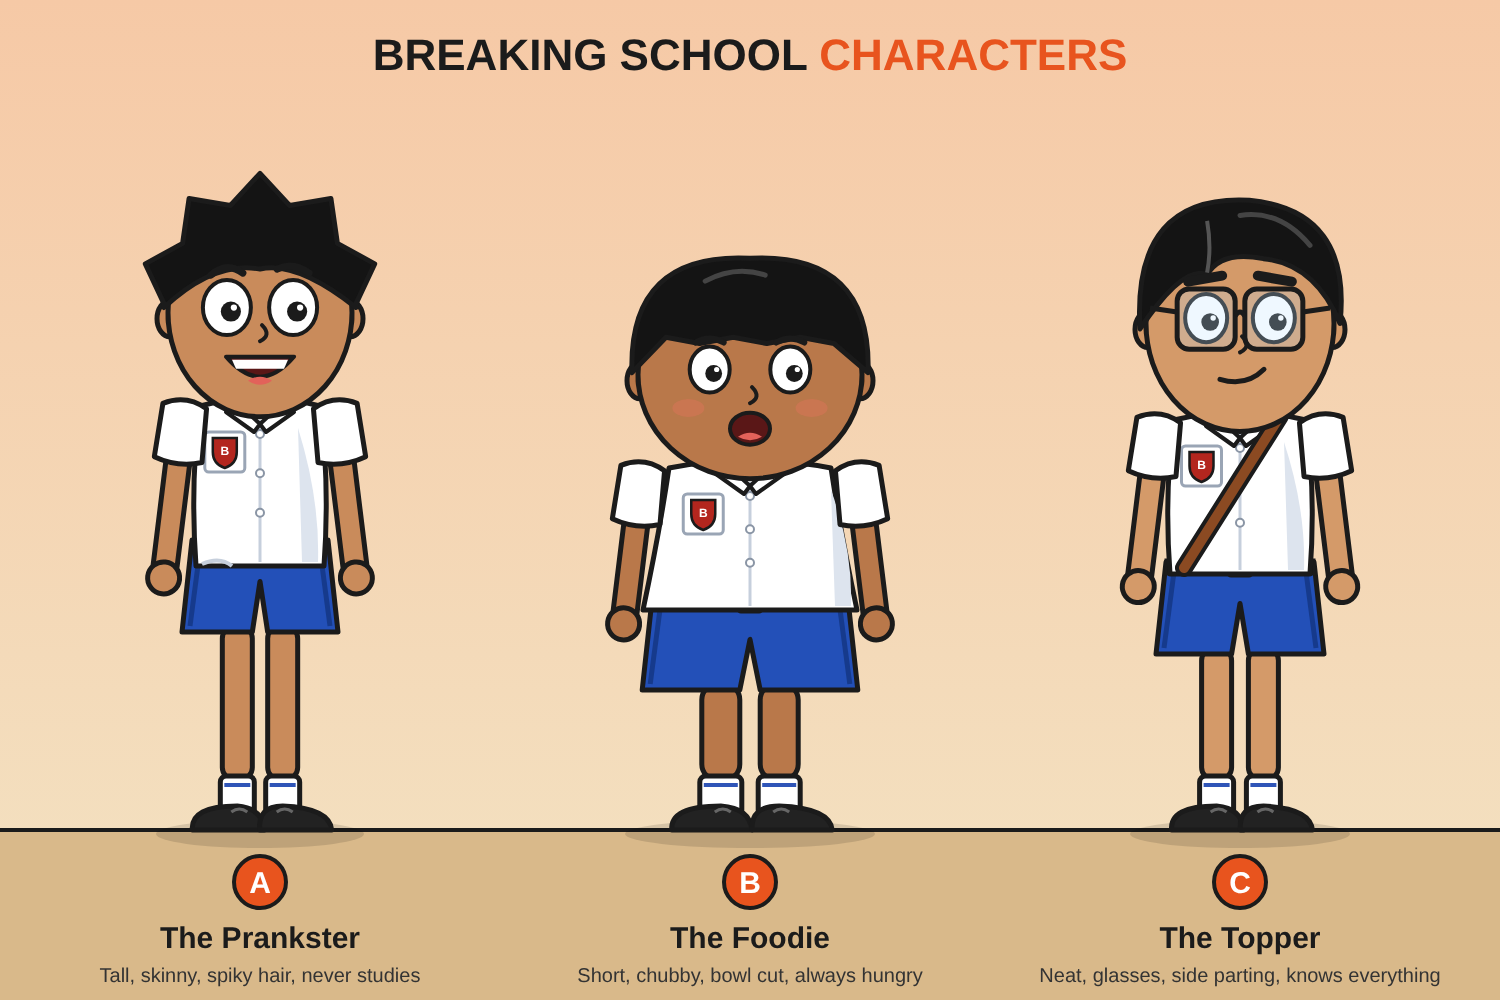 BREAKING SCHOOL CHARACTERS
B
B
B
A
B
C
The Prankster
The Foodie
The Topper
Tall, skinny, spiky hair, never studies
Short, chubby, bowl cut, always hungry
Neat, glasses, side parting, knows everything